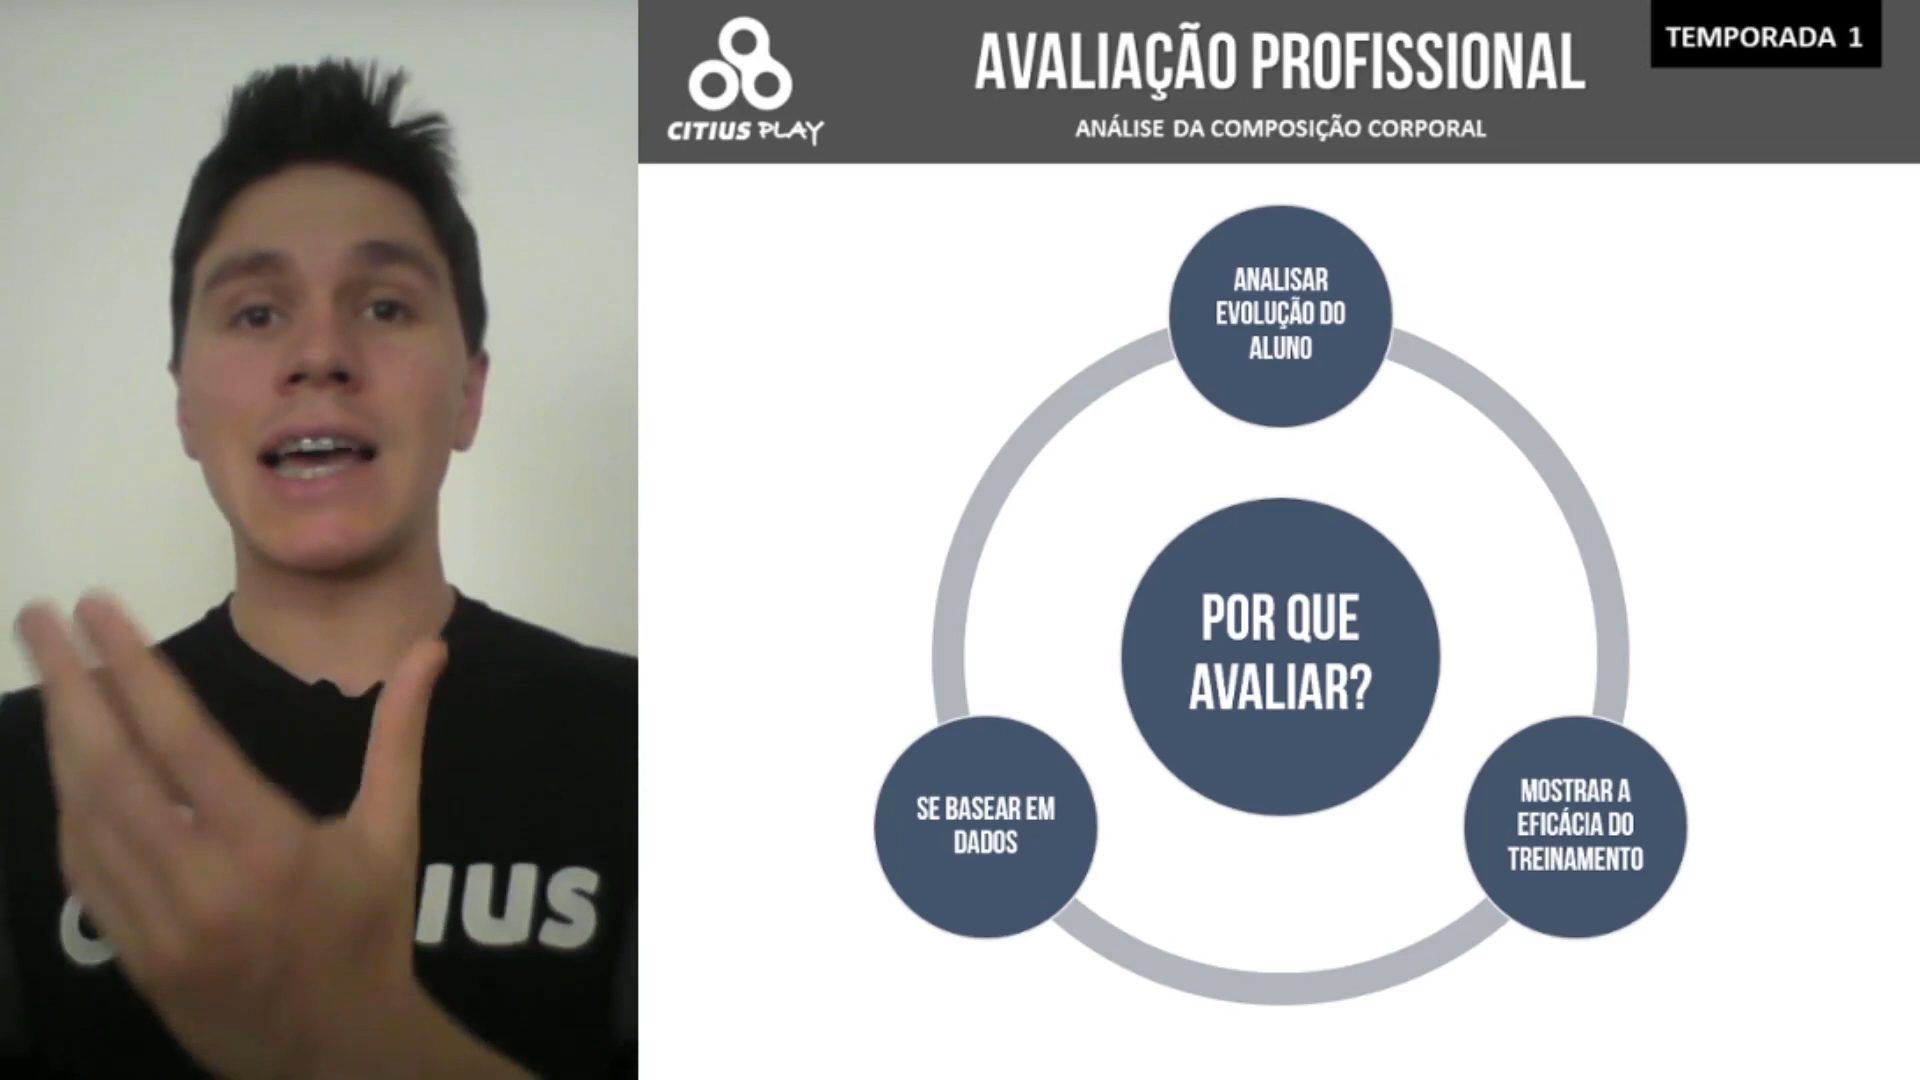 CITIUS PLAY
AVALIAÇÃO PROFISSIONAL
ANÁLISE DA COMPOSIÇÃO CORPORAL
TEMPORADA 1
ANALISAR
EVOLUÇÃO DO
ALUNO
POR QUE
AVALIAR?
SE BASEAR EM
DADOS
MOSTRAR A
EFICÁCIA DO
TREINAMENTO